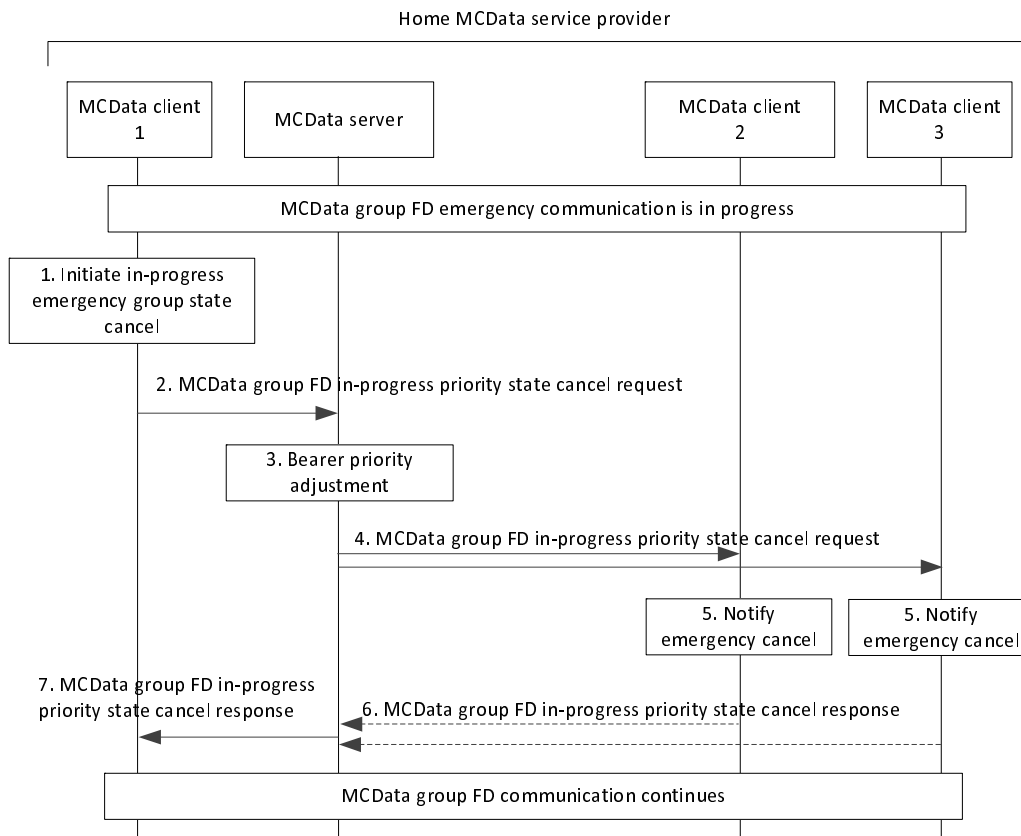 Home MCData service provider
MCData client
1
MCData server
MCData client
2
MCData client
3
MCData group FD emergency communication is in progress
1. Initiate in-progress
emergency group state
cancel
2. MCData group FD in-progress priority state cancel request
3. Bearer priority
adjustment
4. MCData group FD in-progress priority state cancel request
5. Notify
emergency cancel
5. Notify
emergency cancel
7. MCData group FD in-progress
priority state cancel response
6. MCData group FD in-progress priority state cancel response
MCData group FD communication continues